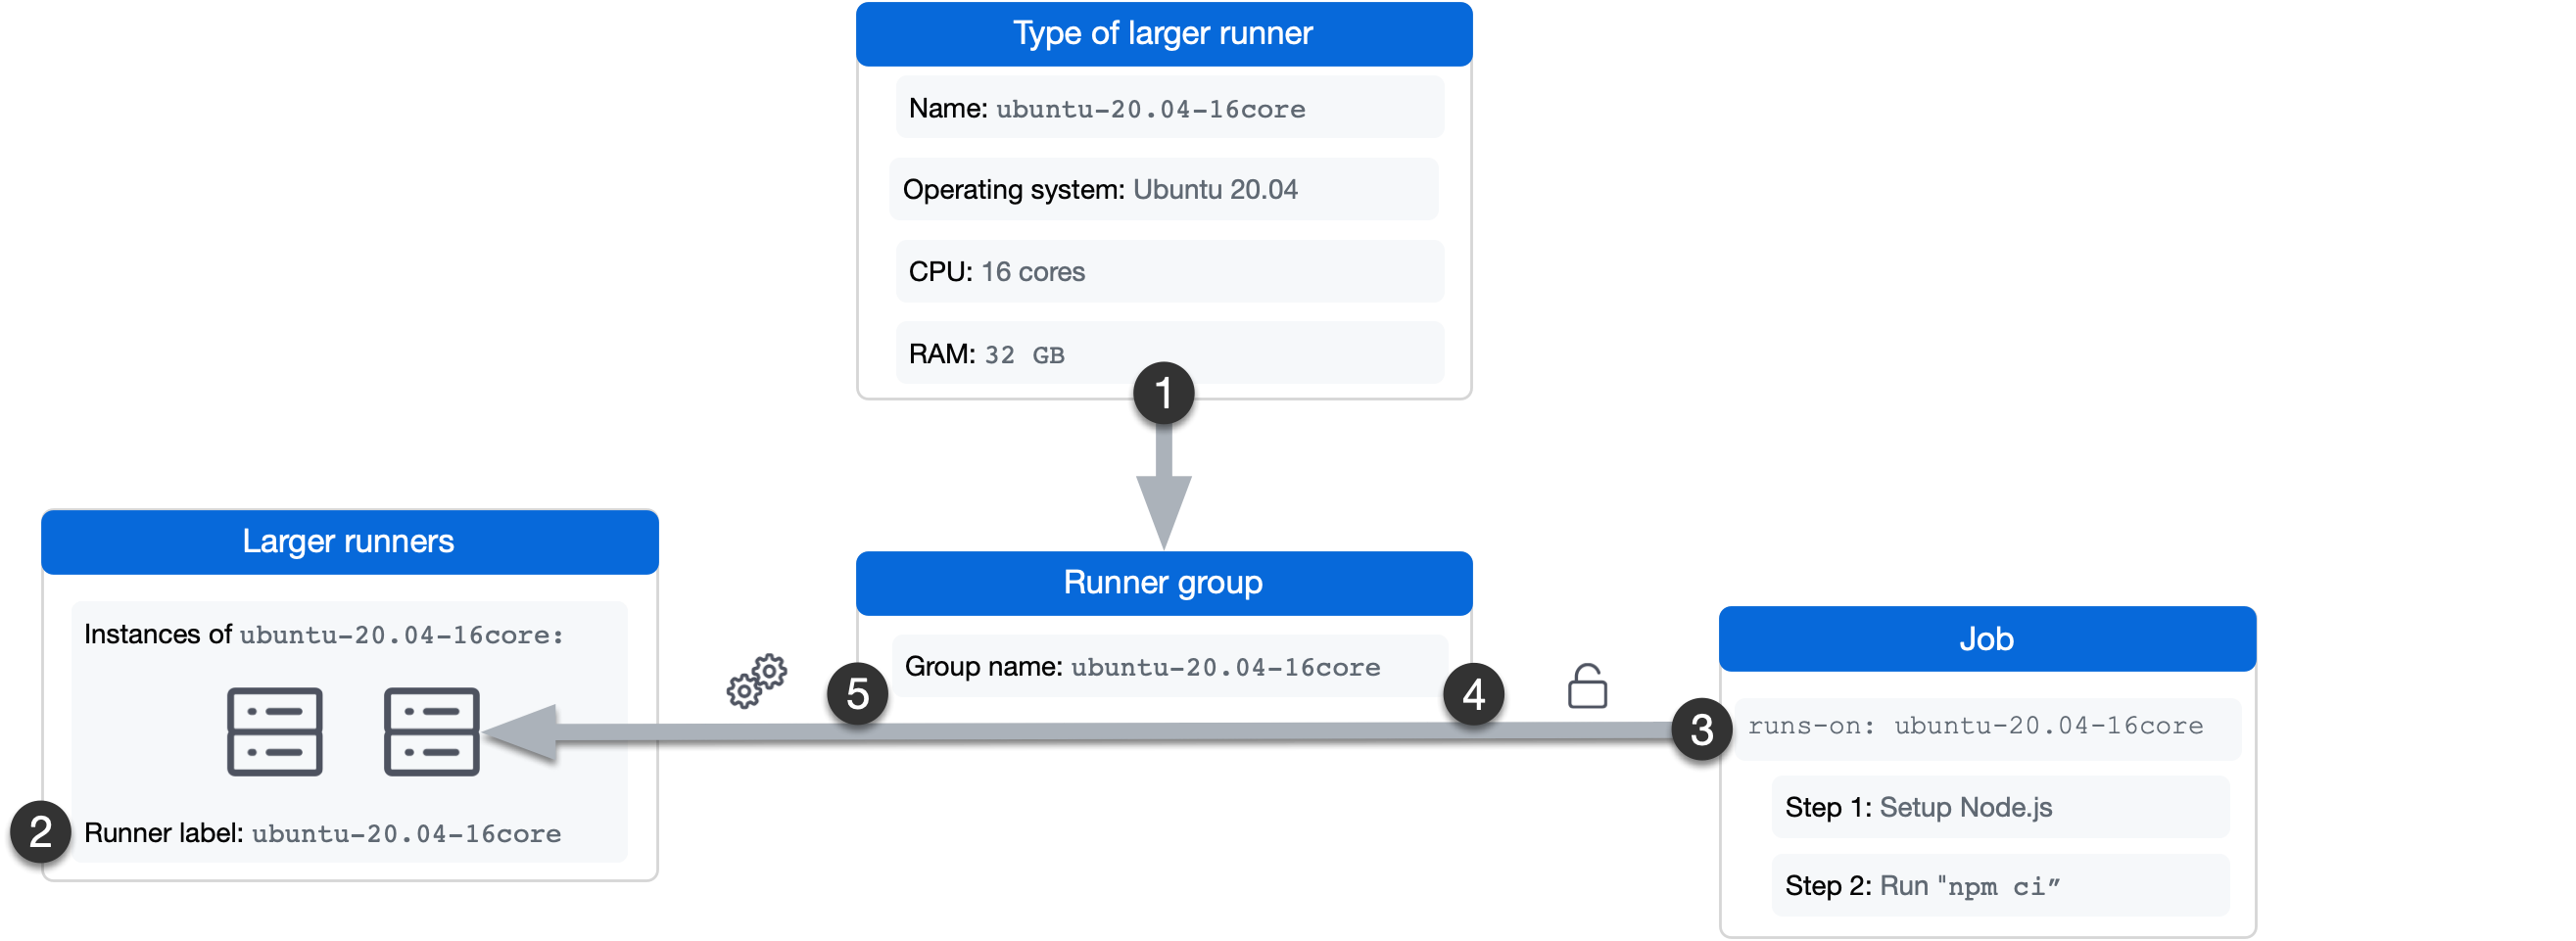 Type of larger runner
Name: ubuntu-20.04-16core
Operating system: Ubuntu 20.04
CPU: 16 cores
RAM: 32 GB
1
Larger runners
Instances of ubuntu-20.04-16core:
2
Runner label: ubuntu-20.04-16core
Runner group
Group name: ubuntu-20.04-16core
5
4
Job
3
runs-on: ubuntu-20.04-16core
Step 1: Setup Node.js
Step 2: Run "npm ci”